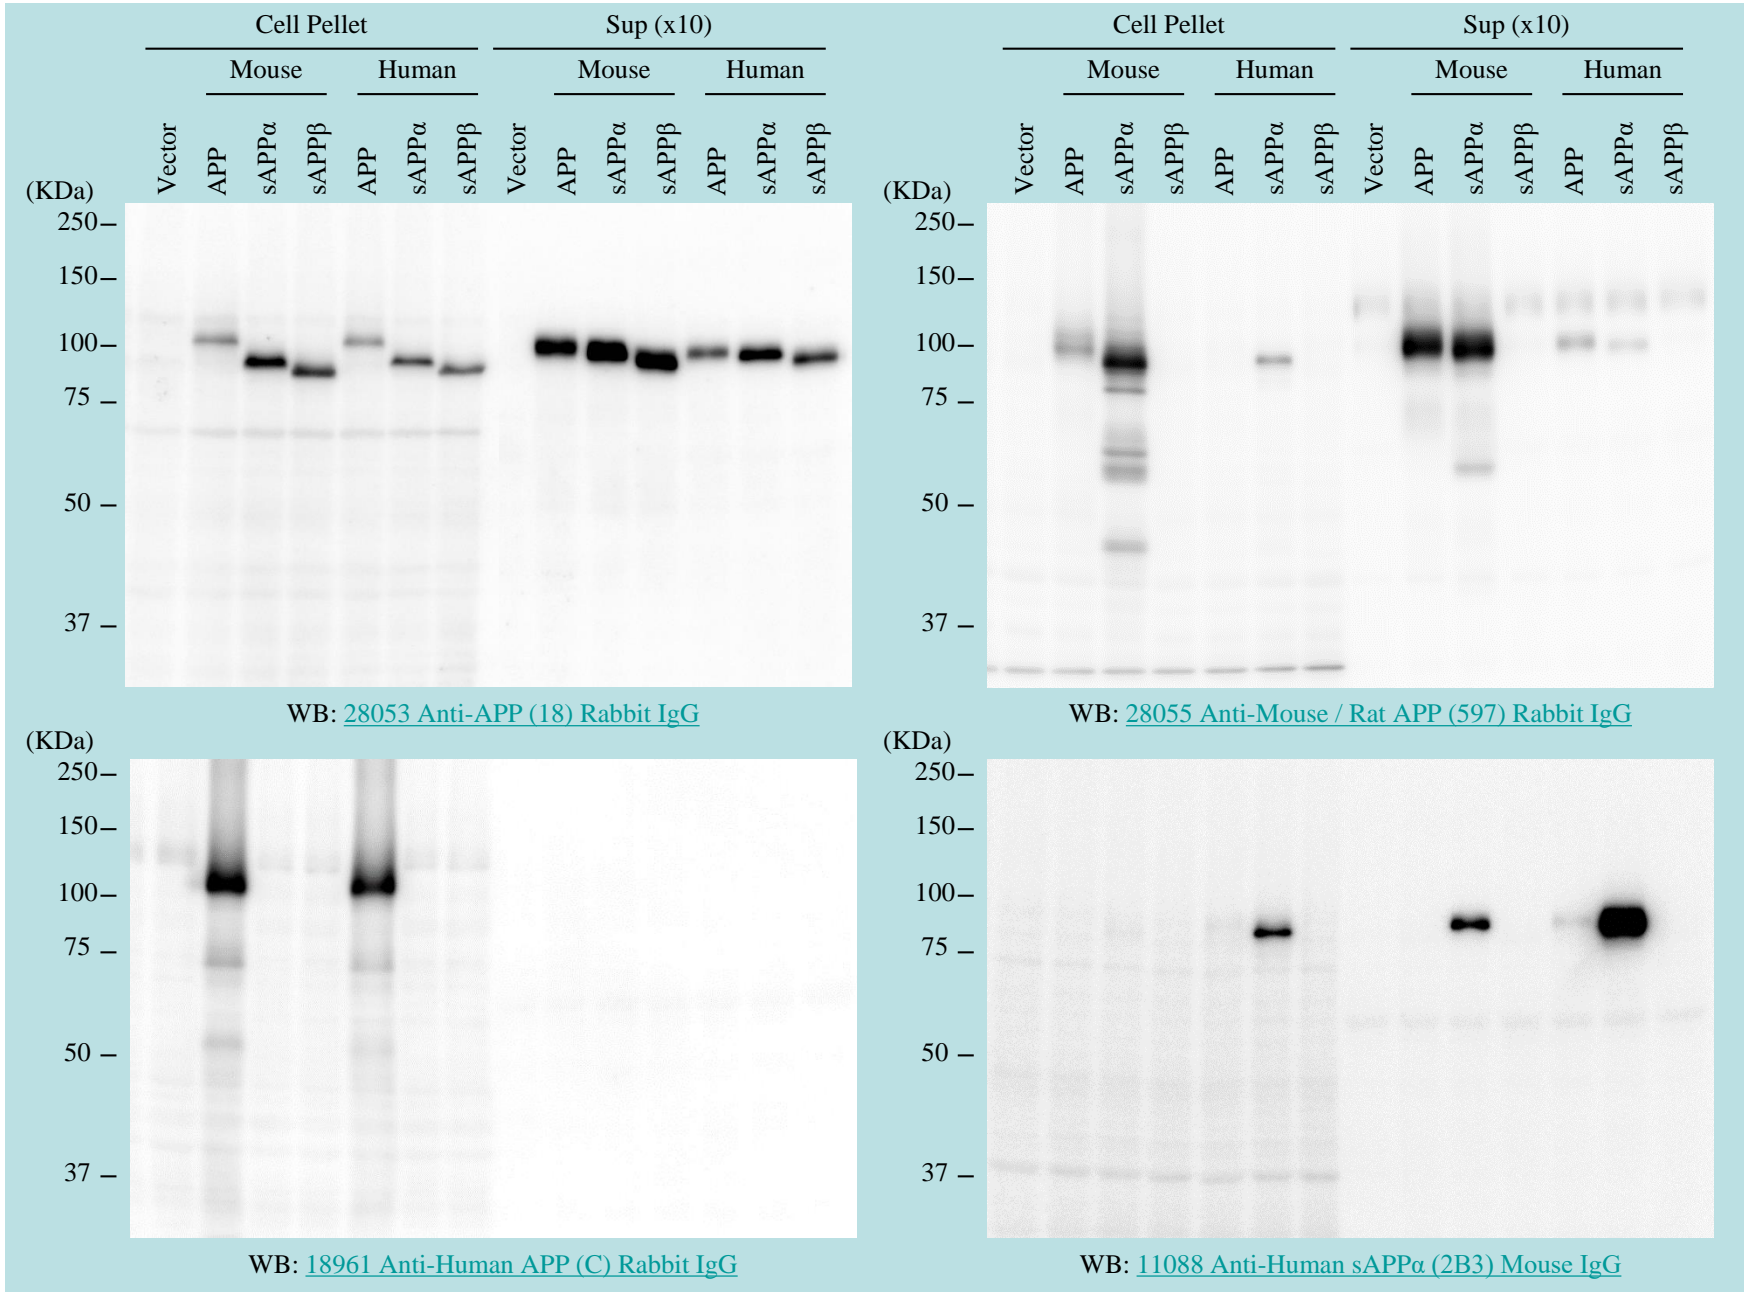 Cell Pellet Sup (x10)
Mouse Human Mouse Human
Vector APP sAPPα sAPPβ APP sAPPα sAPPβ Vector APP sAPPα sAPPβ APP sAPPα sAPPβ
(KDa)
250
150
100
75
50
37
WB: 28053 Anti-APP (18) Rabbit IgG
Cell Pellet Sup (x10)
Mouse Human Mouse Human
Vector APP sAPPα sAPPβ APP sAPPα sAPPβ Vector APP sAPPα sAPPβ APP sAPPα sAPPβ
(KDa)
250
150
100
75
50
37
WB: 28055 Anti-Mouse / Rat APP (597) Rabbit IgG
(KDa)
250
150
100
75
50
37
WB: 18961 Anti-Human APP (C) Rabbit IgG
(KDa)
250
150
100
75
50
37
WB: 11088 Anti-Human sAPPα (2B3) Mouse IgG